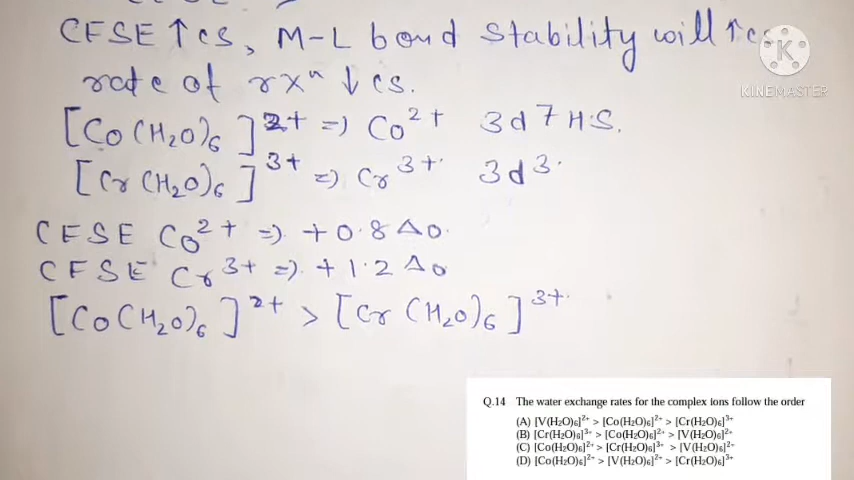 CFSE ↑cs, M-L bond stability will ↑cs
rate of rxⁿ ↓cs.
[Co(H₂O)₆]²⁺ ⇒ Co²⁺ 3d⁷ H.S.
[Cr(H₂O)₆]³⁺ ⇒ Cr³⁺ 3d³.
CFSE Co²⁺ ⇒ +0.8 Δo.
CFSE Cr³⁺ ⇒ +1.2 Δo
[Co(H₂O)₆]²⁺ > [Cr(H₂O)₆]³⁺
K
KINEMASTER
Q.14 The water exchange rates for the complex ions follow the order
(A) [V(H₂O)₆]²⁺ > [Co(H₂O)₆]²⁺ > [Cr(H₂O)₆]³⁺
(B) [Cr(H₂O)₆]³⁺ > [Co(H₂O)₆]²⁺ > [V(H₂O)₆]²⁺
(C) [Co(H₂O)₆]²⁺ > [Cr(H₂O)₆]³⁺ > [V(H₂O)₆]²⁺
(D) [Co(H₂O)₆]²⁺ > [V(H₂O)₆]²⁺ > [Cr(H₂O)₆]³⁺